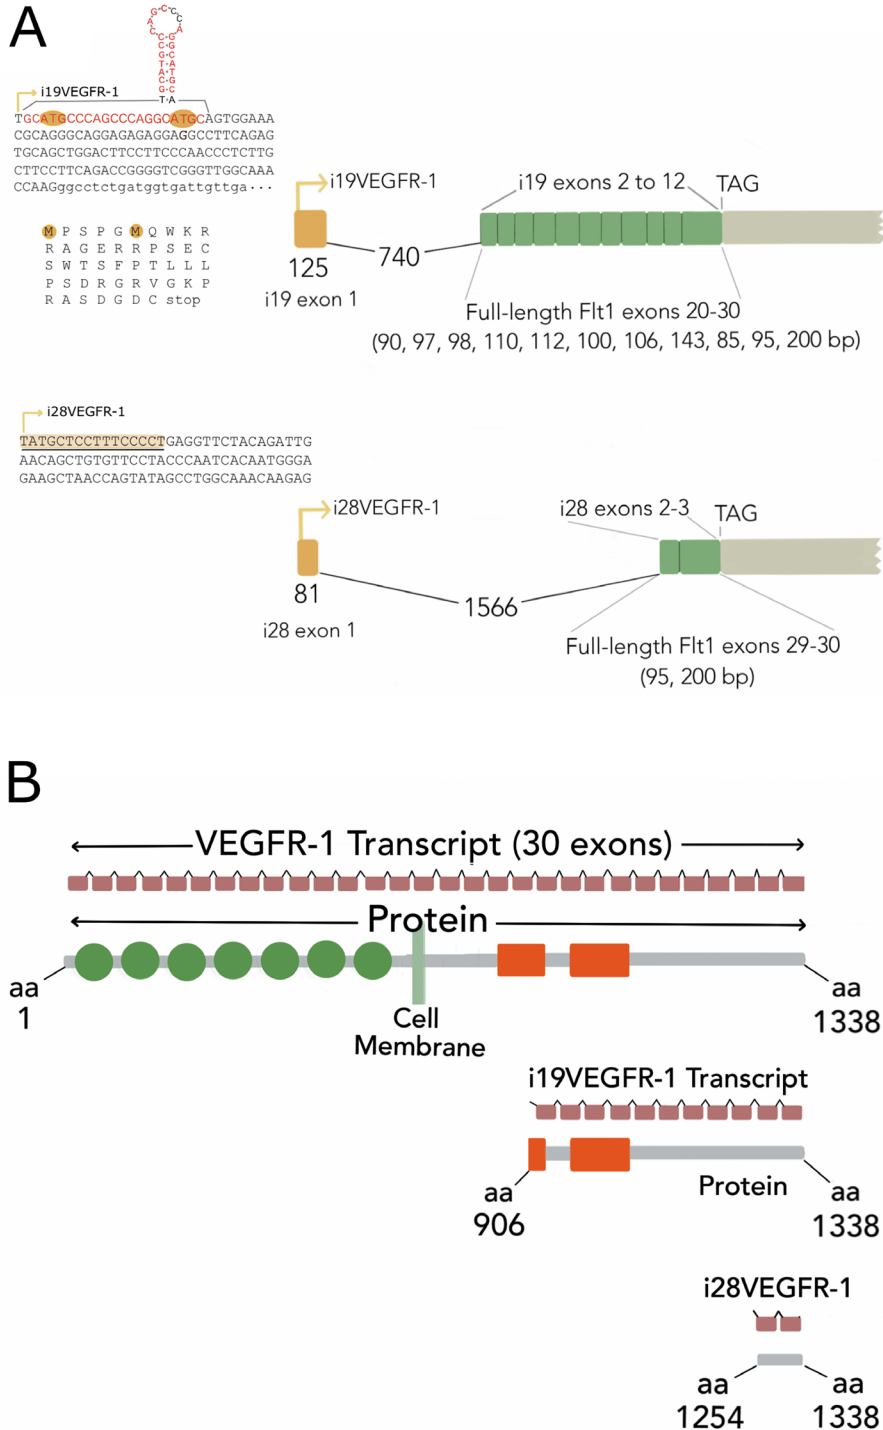 A
C·G
C·G
G·C
T·A
A·T
C·G
G·C
T-A
i19VEGFR-1
TGCATGCCCAGCCCAGGCATGCAGTGGAAA
CGCAGGGCAGGAGAGAGGAGGCCTTCAGAG
TGCAGCTGGACTTCCTTCCCAACCCTCTTG
CTTCCTTCAGACCGGGGTCGGGTTGGCAAA
CCAAGggcctctgatggtgattgttga...
M P S P G M Q W K R
R A G E R R P S E C
S W T S F P T L L L
P S D R G R V G K P
R A S D G D C stop
i19VEGFR-1
i19 exons 2 to 12
TAG
125
740
i19 exon 1
Full-length Flt1 exons 20-30
(90, 97, 98, 110, 112, 100, 106, 143, 85, 95, 200 bp)
i28VEGFR-1
TATGCTCCTTTCCCCTGAGGTTCTACAGATTG
AACAGCTGTGTTCCTACCCAATCACAATGGGA
GAAGCTAACCAGTATAGCCTGGCAAACAAGAG
i28VEGFR-1
i28 exons 2-3
TAG
81
1566
i28 exon 1
Full-length Flt1 exons 29-30
(95, 200 bp)
B
VEGFR-1 Transcript (30 exons)
Protein
aa
1
Cell
Membrane
aa
1338
i19VEGFR-1 Transcript
Protein
aa
906
aa
1338
i28VEGFR-1
aa
1254
aa
1338